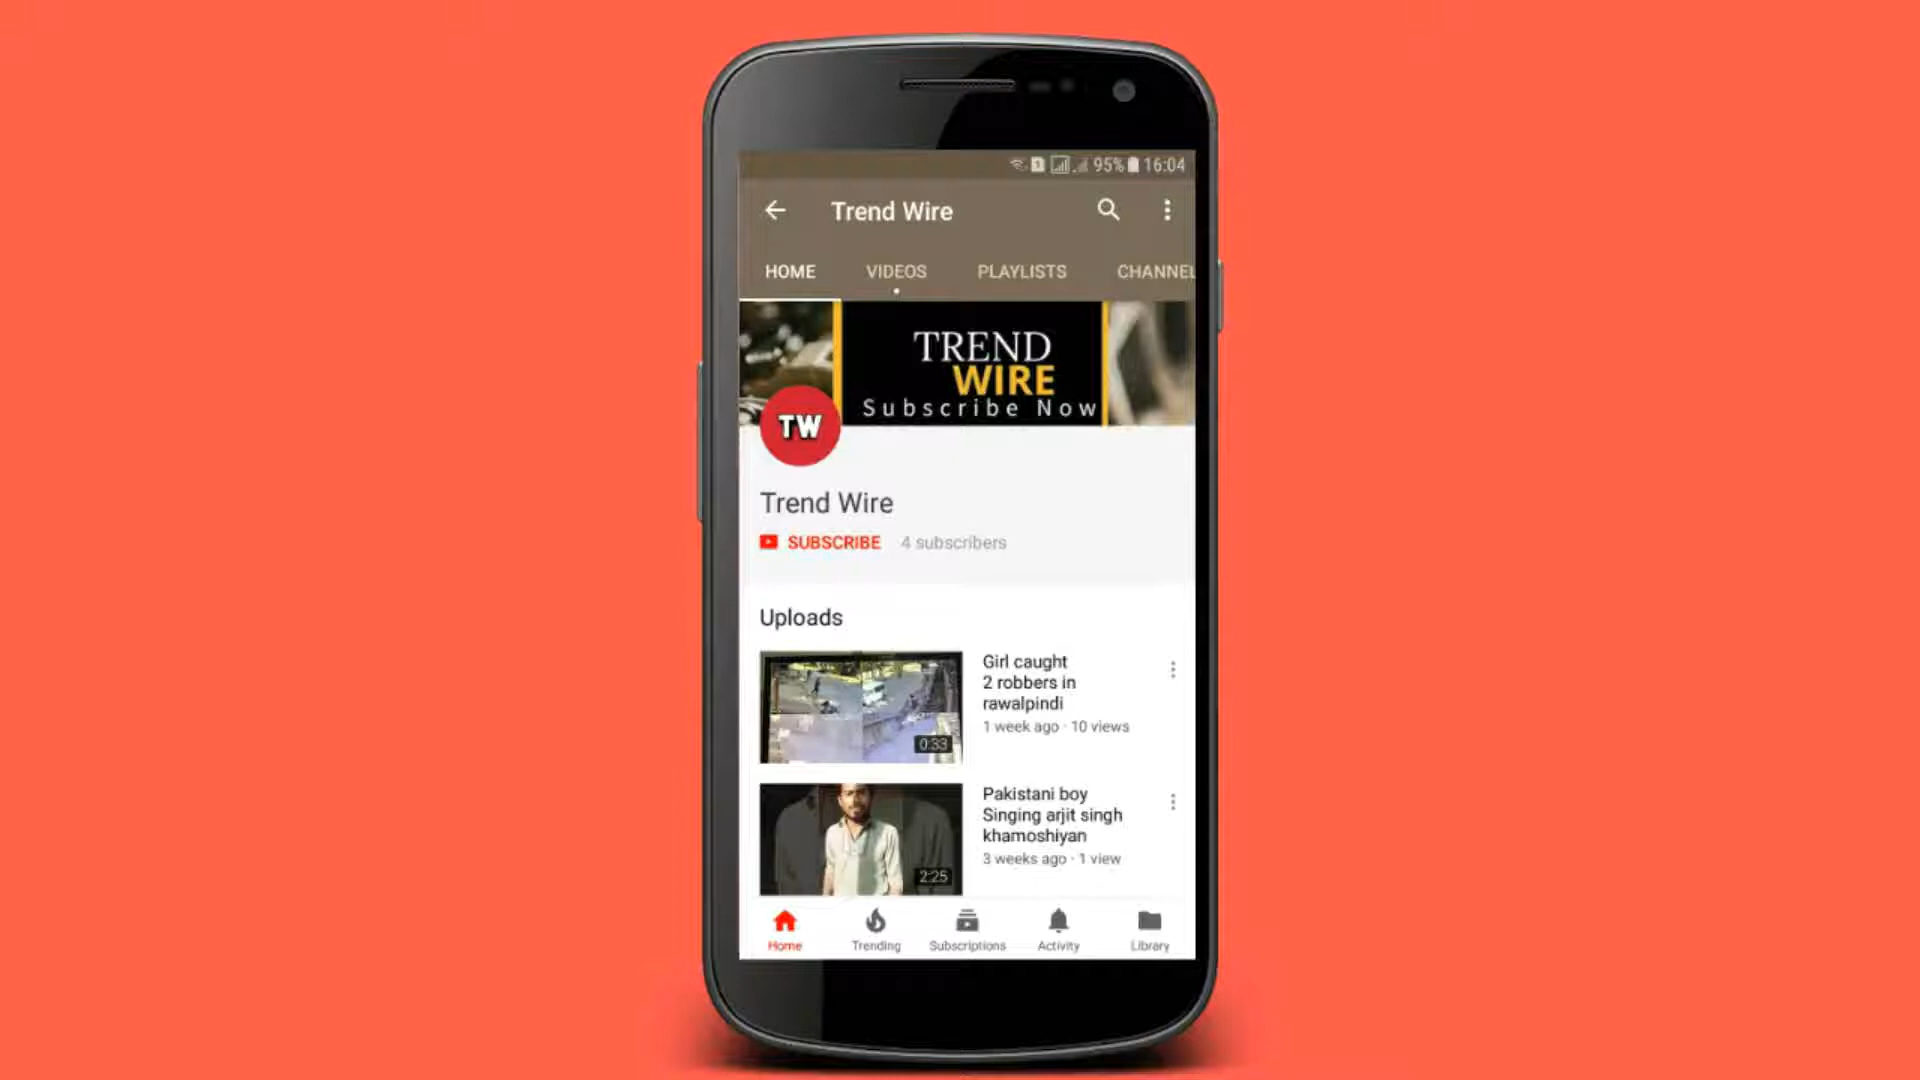 95% 16:04
Trend Wire
HOME VIDEOS PLAYLISTS CHANNEL
TREND
WIRE
Subscribe Now
TW
Trend Wire
SUBSCRIBE 4 subscribers
Uploads
Girl caught
2 robbers in
rawalpindi
1 week ago · 10 views
0:33
Pakistani boy
Singing arjit singh
khamoshiyan
3 weeks ago · 1 view
2:25
Home Trending Subscriptions Activity Library